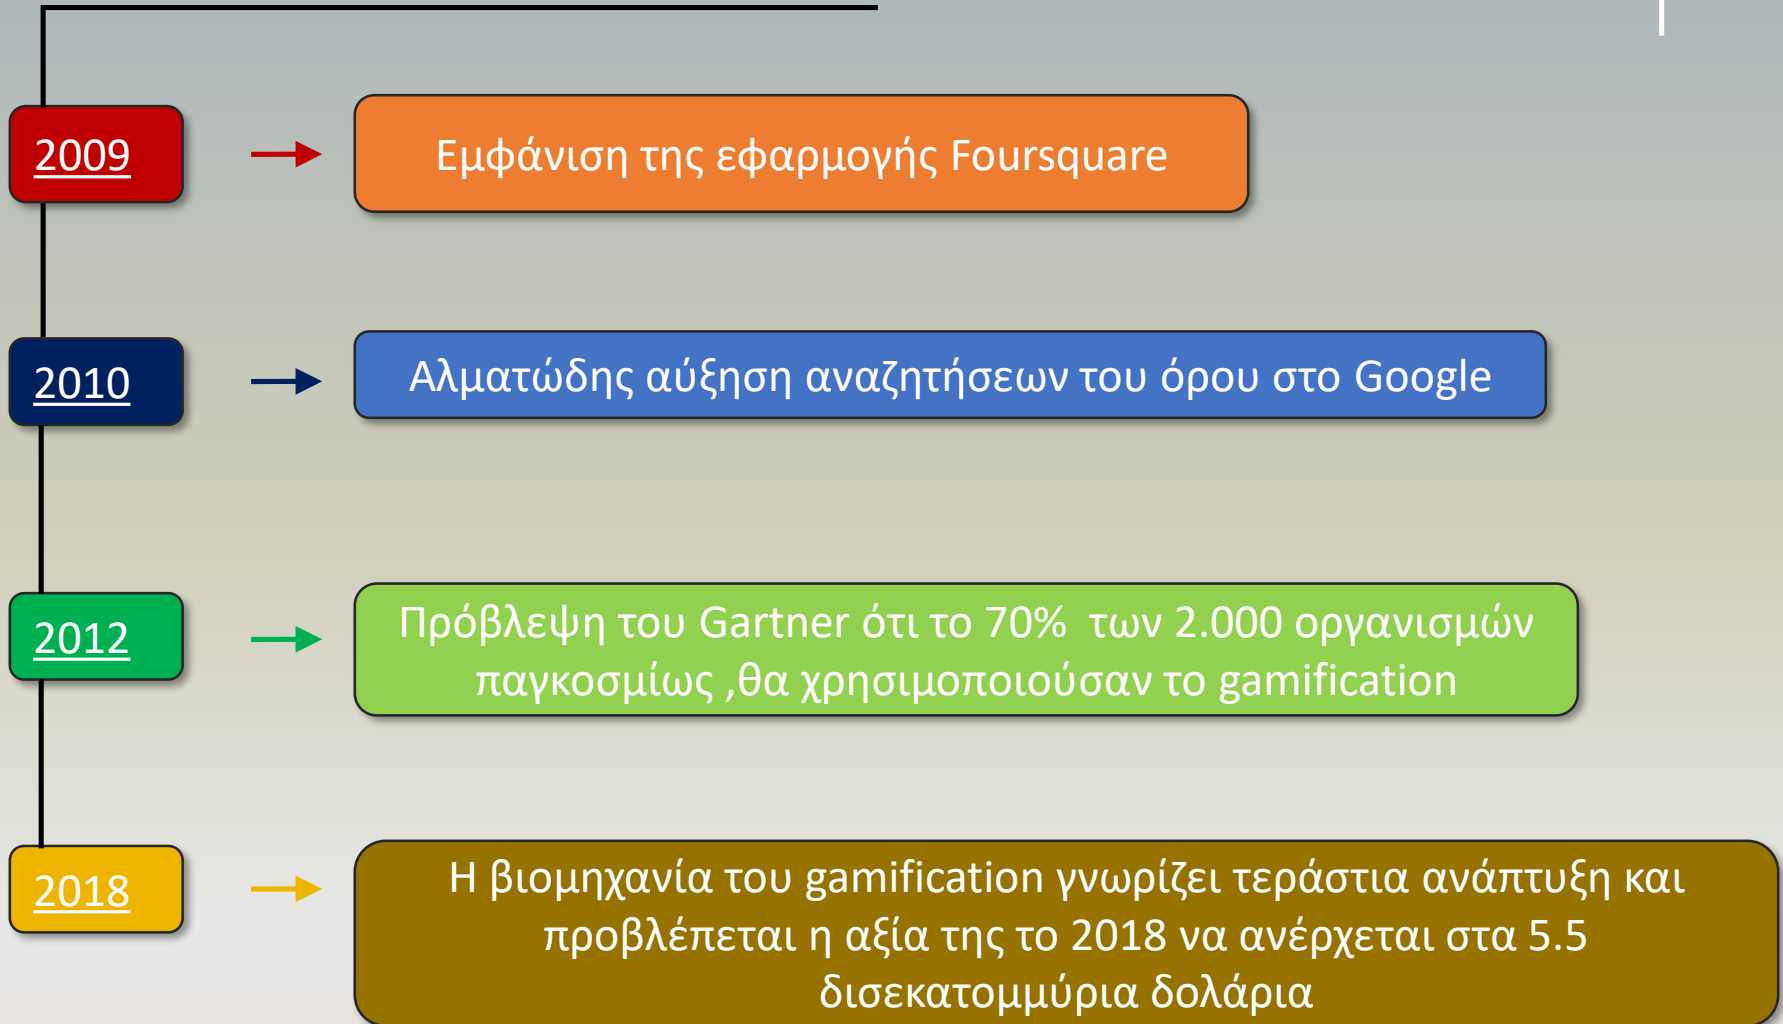 2009
Εμφάνιση της εφαρμογής Foursquare
2010
Αλματώδης αύξηση αναζητήσεων του όρου στο Google
2012
Πρόβλεψη του Gartner ότι το 70%  των 2.000 οργανισμών
παγκοσμίως ,θα χρησιμοποιούσαν το gamification
2018
Η βιομηχανία του gamification γνωρίζει τεράστια ανάπτυξη και
προβλέπεται η αξία της το 2018 να ανέρχεται στα 5.5
δισεκατομμύρια δολάρια